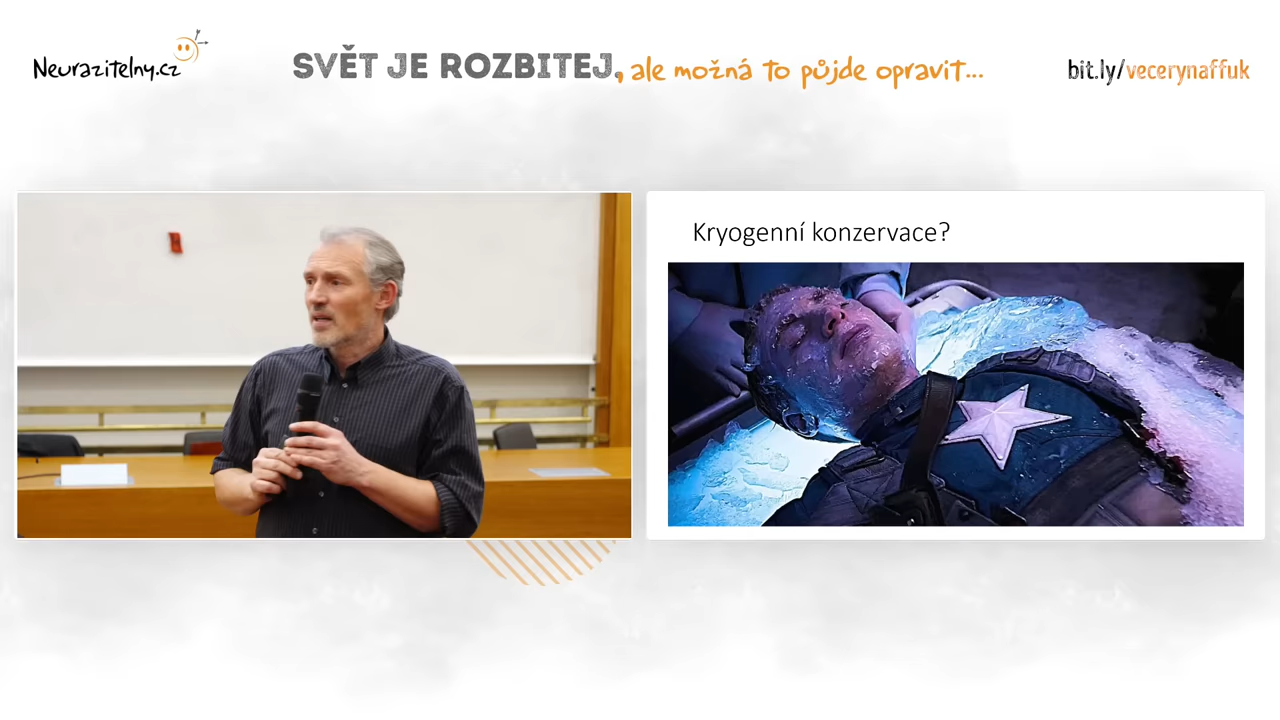 Neurazitelny.cz
SVĚT JE ROZBITEJ, ale možná to půjde opravit...
bit.ly/vecerynaffuk
Kryogenní konzervace?